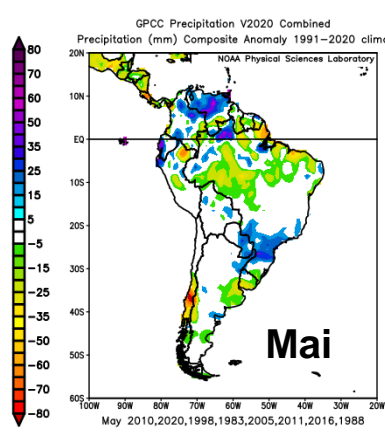 GPCC Precipitation V2020 Combined
Precipitation (mm) Composite Anomaly 1991-2020 clim
NOAA Physical Sciences Laboratory
80
70
60
50
45
35
25
15
5
-5
-15
-25
-35
-45
-50
-60
-70
-80
20N
10N
EQ
10S
20S
30S
40S
50S
60S
Mai
100W 90W 80W 70W 60W 50W 40W 30W 20W
May 2010,2020,1998,1983,2005,2011,2016,1988